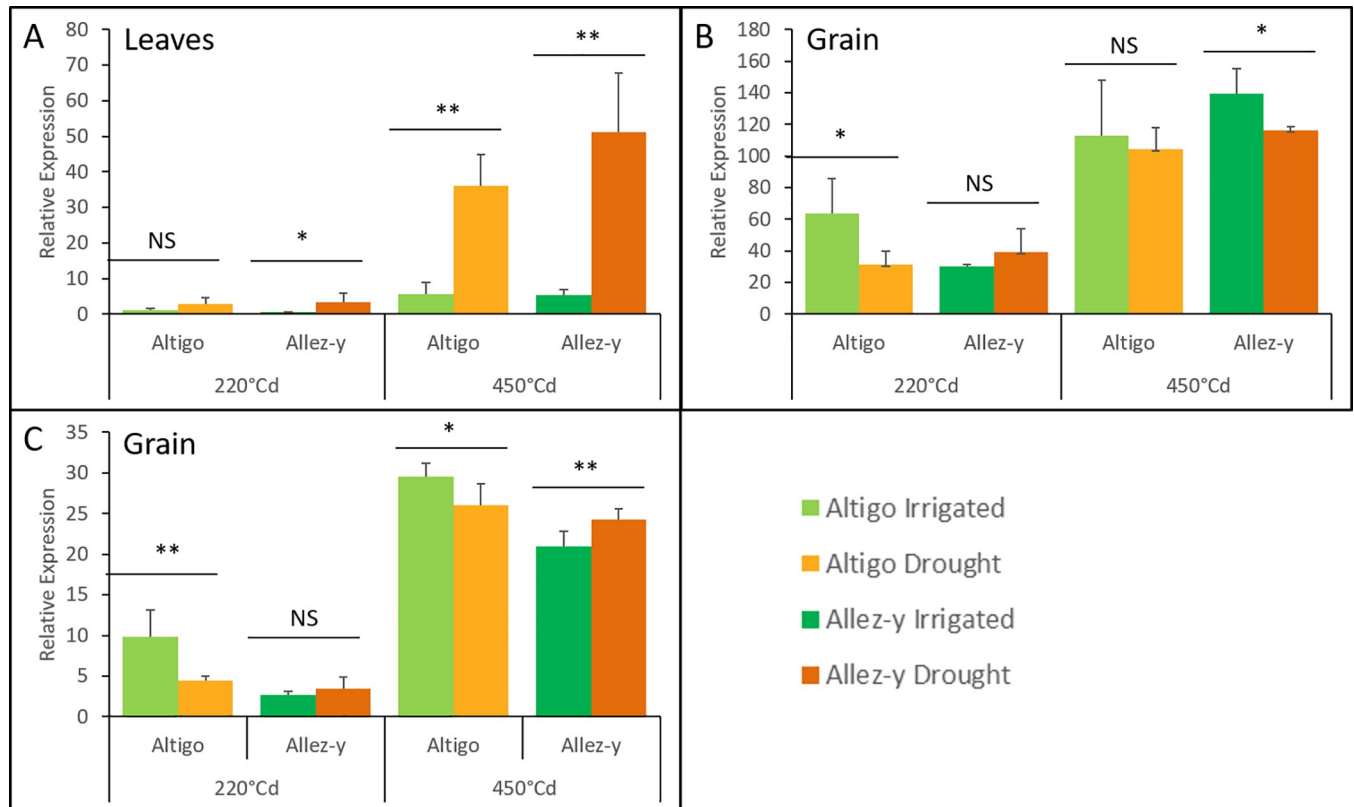 A
Leaves
Relative Expression
80
70
60
50
40
30
20
10
0
NS
*
**
**
Altigo
Allez-y
Altigo
Allez-y
220°Cd
450°Cd
B
Grain
Relative Expression
180
160
140
120
100
80
60
40
20
0
*
NS
NS
*
Altigo
Allez-y
Altigo
Allez-y
220°Cd
450°Cd
C
Grain
Relative Expression
35
30
25
20
15
10
5
0
**
NS
*
**
Altigo
Allez-y
Altigo
Allez-y
220°Cd
450°Cd
Altigo Irrigated
Altigo Drought
Allez-y Irrigated
Allez-y Drought